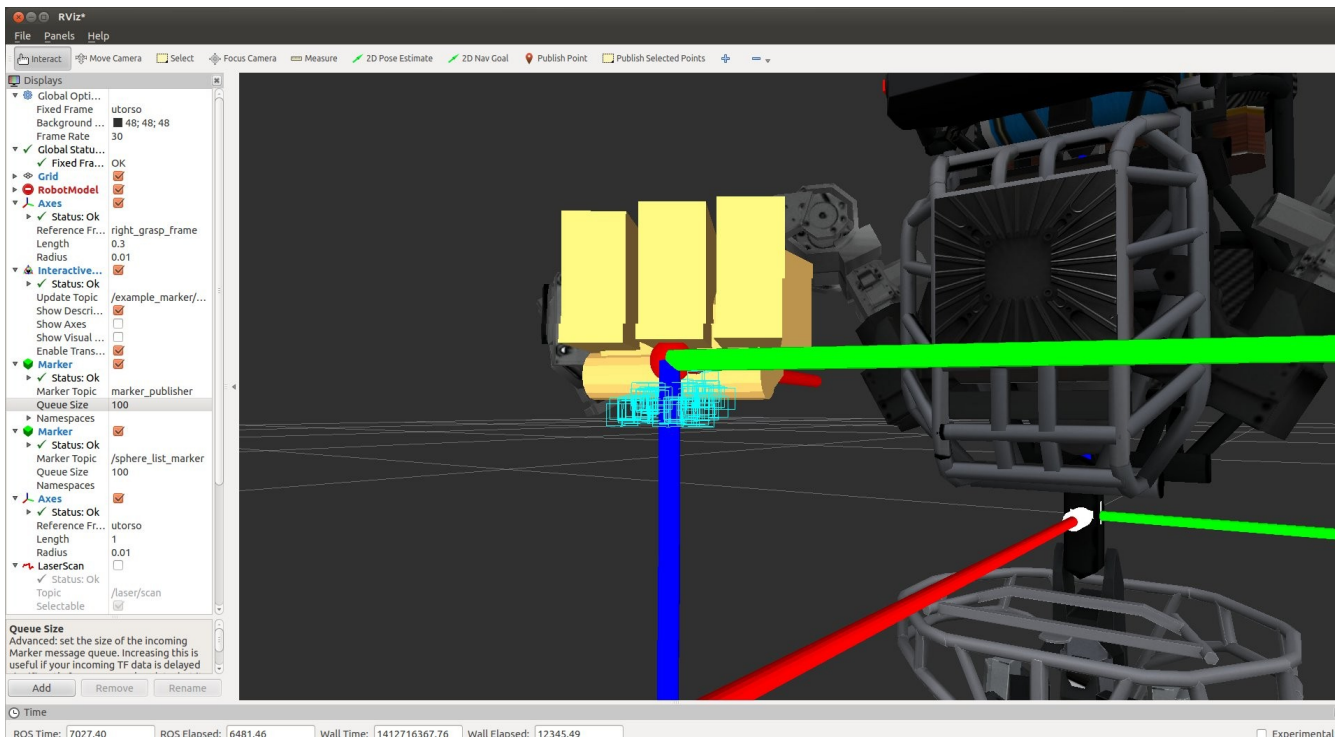 RViz*
File Panels Help
Interact Move Camera Select Focus Camera Measure 2D Pose Estimate 2D Nav Goal Publish Point Publish Selected Points
Displays
Global Opti...
Fixed Frame utorso
Background ... 48; 48; 48
Frame Rate 30
Global Statu...
Fixed Fra... OK
Grid
RobotModel
Axes
Status: Ok
Reference Fr... right_grasp_frame
Length 0.3
Radius 0.01
Interactive...
Status: Ok
Update Topic /example_marker/...
Show Descri...
Show Axes
Show Visual ...
Enable Trans...
Marker
Status: Ok
Marker Topic marker_publisher
Queue Size 100
Namespaces
Marker
Status: Ok
Marker Topic /sphere_list_marker
Queue Size 100
Namespaces
Axes
Status: Ok
Reference Fr... utorso
Length 1
Radius 0.01
LaserScan
Status: Ok
Topic /laser/scan
Selectable
Queue Size
Advanced: set the size of the incoming
Marker message queue. Increasing this is
useful if your incoming TF data is delayed
Add Remove Rename
Time
ROS Time: 7027.40 ROS Elapsed: 6481.46 Wall Time: 1412716367.76 Wall Elapsed: 12345.49 Experimental